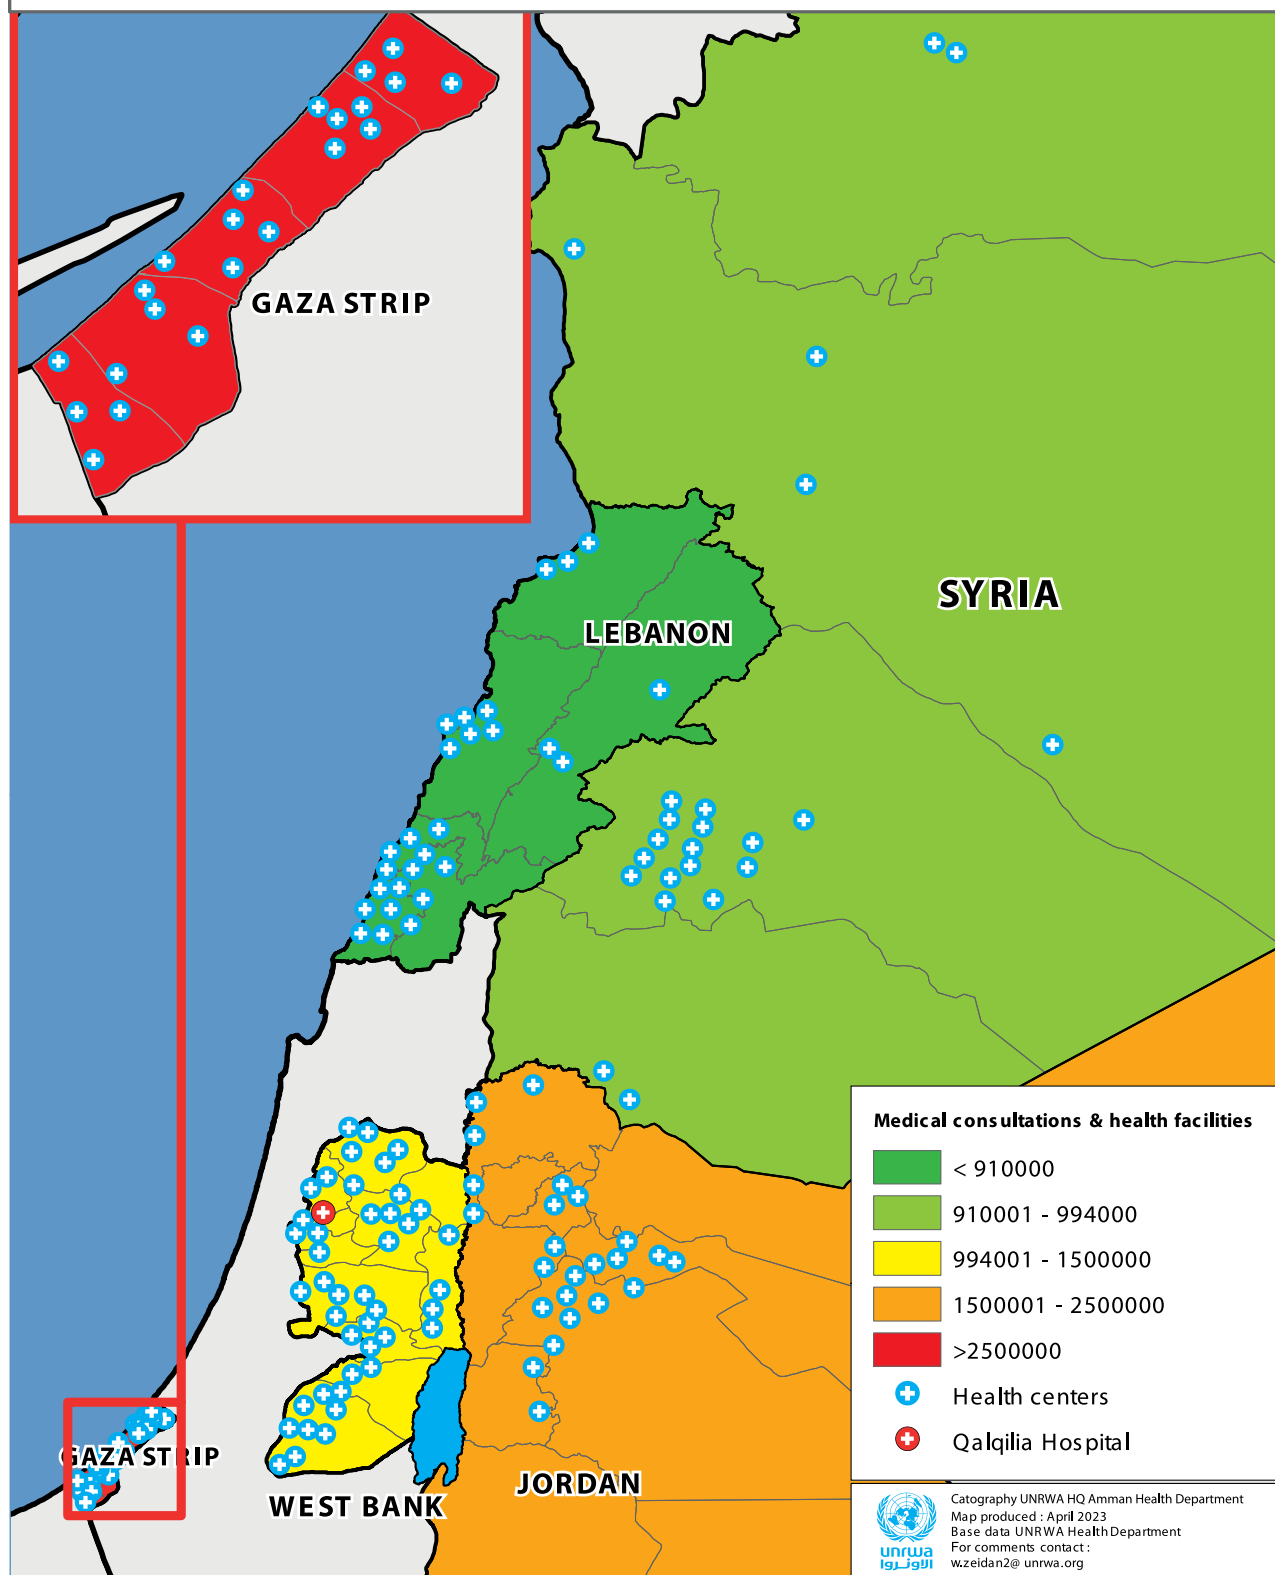 GAZA STRIP
SYRIA
LEBANON
GAZA STRIP
WEST BANK
JORDAN
Medical consultations & health facilities
< 910000
910001 - 994000
994001 - 1500000
1500001 - 2500000
>2500000
Health centers
Qalqilia Hospital
Catography UNRWA HQ Amman Health Department
Map produced : April 2023
Base data UNRWA Health Department
For comments contact :
w.zeidan2@ unrwa.org
unrwa
الأونروا